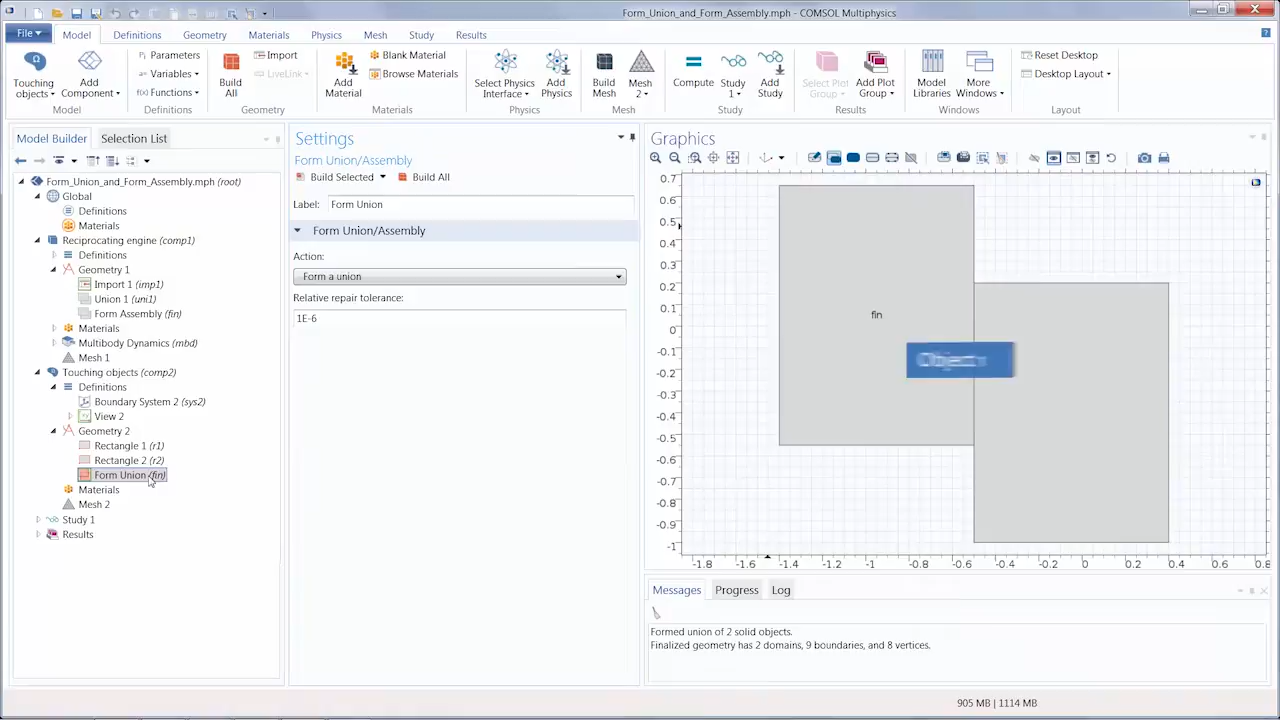 Form_Union_and_Form_Assembly.mph - COMSOL Multiphysics
File Model Definitions Geometry Materials Physics Mesh Study Results
Touching objects
Add Component
Model
Parameters
Variables
f(x) Functions
Definitions
Build All
Import
LiveLink
Geometry
Add Material
Blank Material
Browse Materials
Materials
Select Physics Interface
Add Physics
Physics
Build Mesh
Mesh 2
Mesh
Compute
Study 1
Add Study
Study
Select Plot Group
Add Plot Group
Results
Model Libraries
More Windows
Windows
Reset Desktop
Desktop Layout
Layout
Model Builder Selection List
Form_Union_and_Form_Assembly.mph (root)
Global
Definitions
Materials
Reciprocating engine (comp1)
Definitions
Geometry 1
Import 1 (imp1)
Union 1 (uni1)
Form Assembly (fin)
Materials
Multibody Dynamics (mbd)
Mesh 1
Touching objects (comp2)
Definitions
Boundary System 2 (sys2)
View 2
Geometry 2
Rectangle 1 (r1)
Rectangle 2 (r2)
Form Union (fin)
Materials
Mesh 2
Study 1
Results
Settings
Form Union/Assembly
Build Selected Build All
Label: Form Union
Form Union/Assembly
Action:
Form a union
Relative repair tolerance:
1E-6
Graphics
0.7
0.6
0.5
0.4
0.3
0.2
0.1
0
-0.1
-0.2
-0.3
-0.4
-0.5
-0.6
-0.7
-0.8
-0.9
-1
fin
Objects
-1.8 -1.6 -1.4 -1.2 -1 -0.8 -0.6 -0.4 -0.2 0 0.2 0.4 0.6 0.8
Messages Progress Log
Formed union of 2 solid objects.
Finalized geometry has 2 domains, 9 boundaries, and 8 vertices.
905 MB | 1114 MB